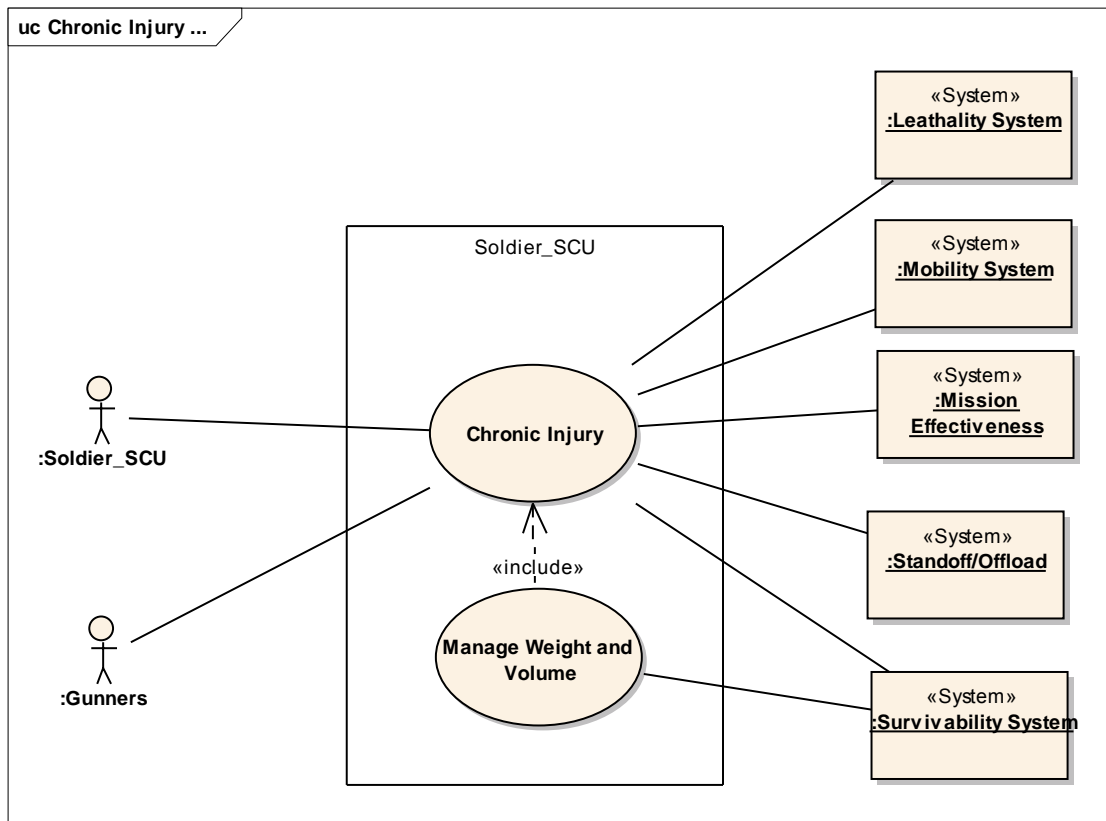 uc Chronic Injury ...
«System»
:Leathality System
Soldier_SCU
«System»
:Mobility System
«System»
:Mission
Effectiveness
Chronic Injury
:Soldier_SCU
«System»
:Standoff/Offload
«include»
Manage Weight and
Volume
:Gunners
«System»
:Survivability System